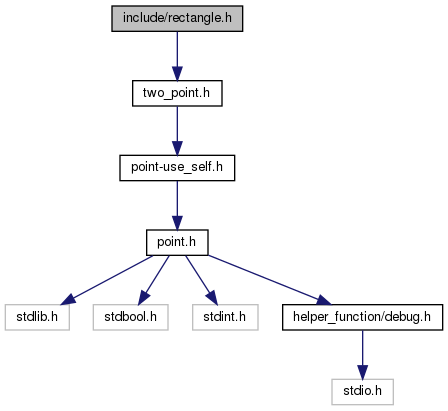 include/rectangle.h
two_point.h
point-use_self.h
point.h
stdlib.h
stdbool.h
stdint.h
helper_function/debug.h
stdio.h